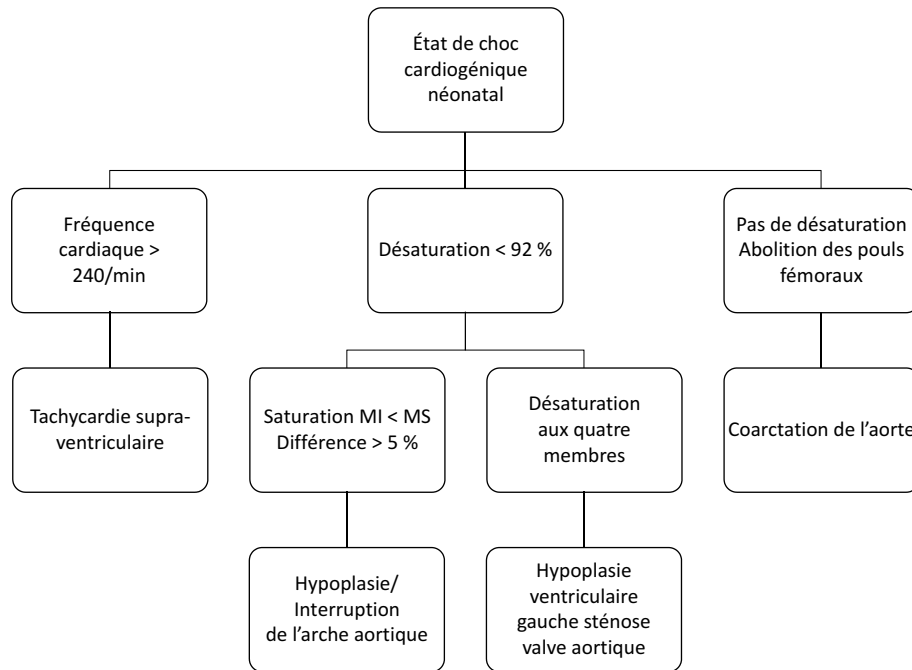 État de choc
cardiogénique
néonatal
Fréquence
cardiaque >
240/min
Désaturation < 92 %
Pas de désaturation
Abolition des pouls
fémoraux
Tachycardie supra-
ventriculaire
Saturation MI < MS
Différence > 5 %
Désaturation
aux quatre
membres
Coarctation de l’aorte
Hypoplasie/
Interruption
de l’arche aortique
Hypoplasie
ventriculaire
gauche sténose
valve aortique